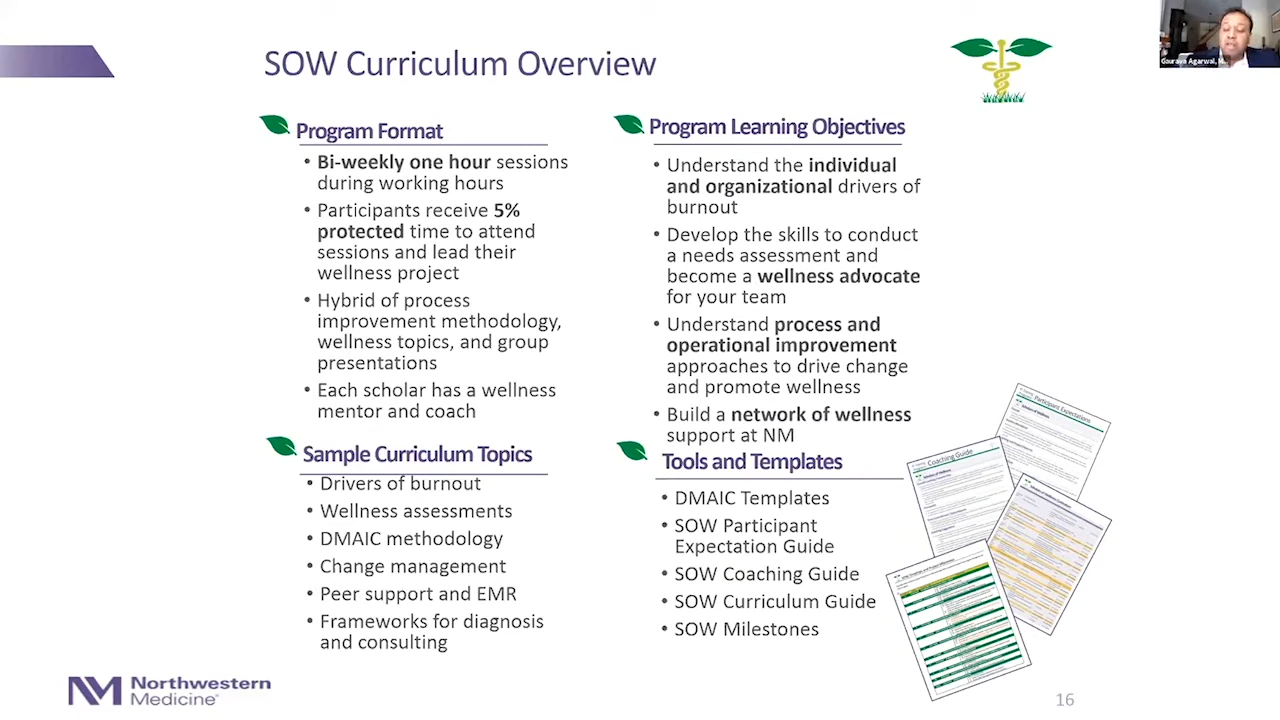 SOW Curriculum Overview
Gaurava Agarwal, M...
Program Format
• Bi-weekly one hour sessions
during working hours
• Participants receive 5%
protected time to attend
sessions and lead their
wellness project
• Hybrid of process
improvement methodology,
wellness topics, and group
presentations
• Each scholar has a wellness
mentor and coach
Program Learning Objectives
• Understand the individual
and organizational drivers of
burnout
• Develop the skills to conduct
a needs assessment and
become a wellness advocate
for your team
• Understand process and
operational improvement
approaches to drive change
and promote wellness
• Build a network of wellness
support at NM
Sample Curriculum Topics
• Drivers of burnout
• Wellness assessments
• DMAIC methodology
• Change management
• Peer support and EMR
• Frameworks for diagnosis
and consulting
Tools and Templates
• DMAIC Templates
• SOW Participant
Expectation Guide
• SOW Coaching Guide
• SOW Curriculum Guide
• SOW Milestones
Participant Expectations
Coaching Guide
NM Northwestern
Medicine®
16